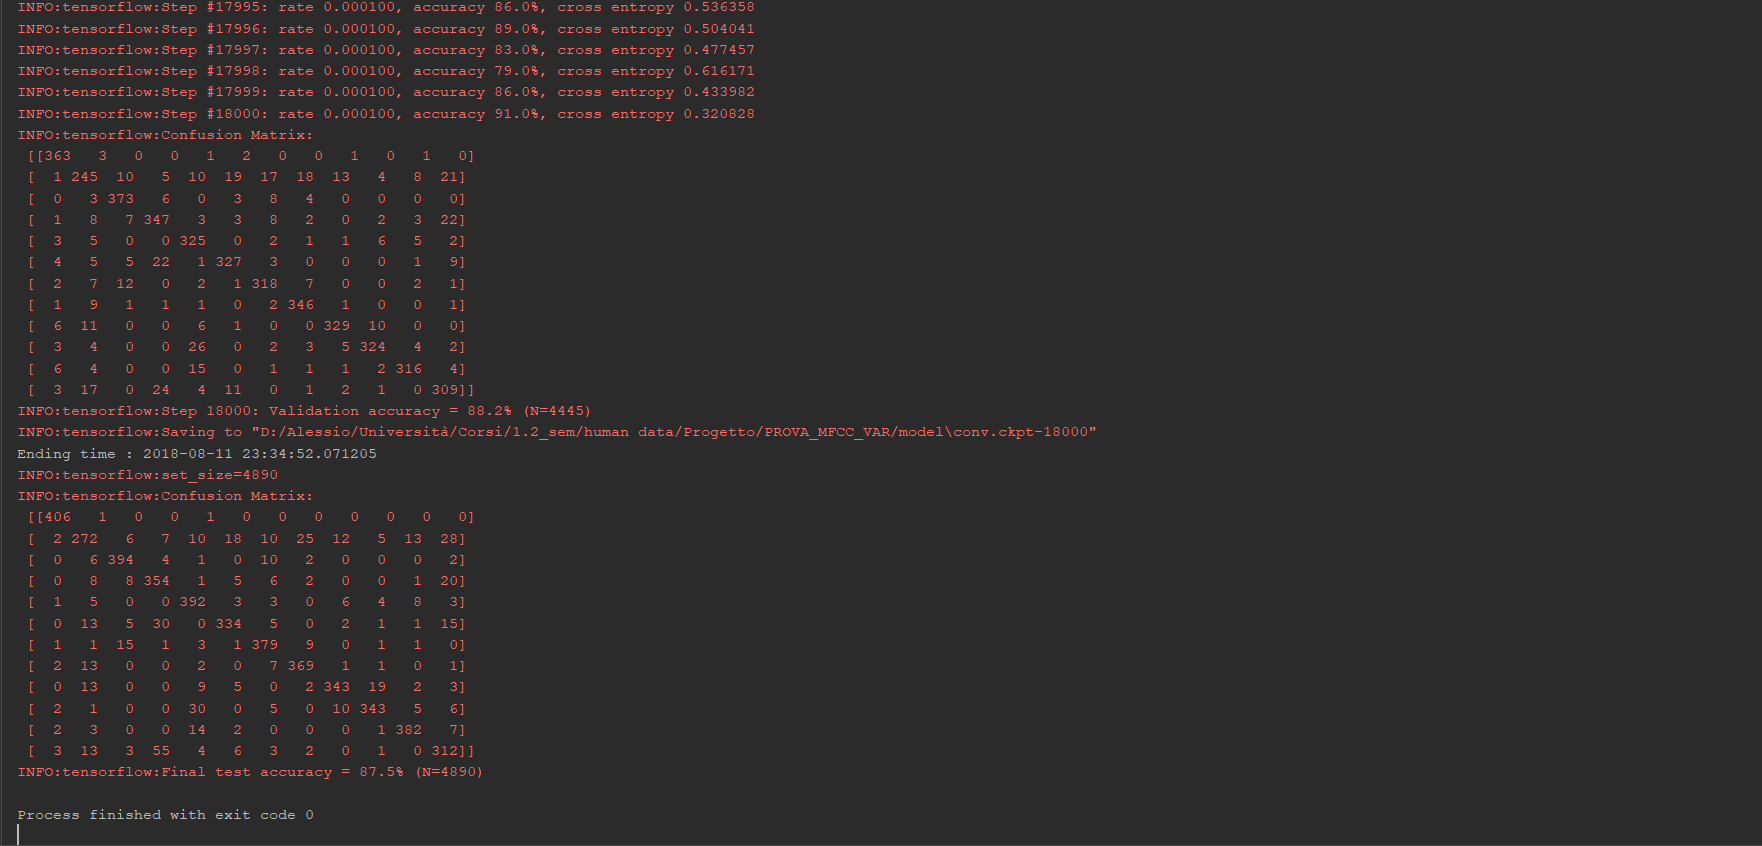 INFO:tensorflow:Step #17995: rate 0.000100, accuracy 86.0%, cross entropy 0.536358
INFO:tensorflow:Step #17996: rate 0.000100, accuracy 89.0%, cross entropy 0.504041
INFO:tensorflow:Step #17997: rate 0.000100, accuracy 83.0%, cross entropy 0.477457
INFO:tensorflow:Step #17998: rate 0.000100, accuracy 79.0%, cross entropy 0.616171
INFO:tensorflow:Step #17999: rate 0.000100, accuracy 86.0%, cross entropy 0.433982
INFO:tensorflow:Step #18000: rate 0.000100, accuracy 91.0%, cross entropy 0.320828
INFO:tensorflow:Confusion Matrix:
[[363 3 0 0 1 2 0 0 1 0 1 0]
[ 1 245 10 5 10 19 17 18 13 4 8 21]
[ 0 3 373 6 0 3 8 4 0 0 0 0]
[ 1 8 7 347 3 3 8 2 0 2 3 22]
[ 3 5 0 0 325 0 2 1 1 6 5 2]
[ 4 5 5 22 1 327 3 0 0 0 1 9]
[ 2 7 12 0 2 1 318 7 0 0 2 1]
[ 1 9 1 1 1 0 2 346 1 0 0 1]
[ 6 11 0 0 6 1 0 0 329 10 0 0]
[ 3 4 0 0 26 0 2 3 5 324 4 2]
[ 6 4 0 0 15 0 1 1 1 2 316 4]
[ 3 17 0 24 4 11 0 1 2 1 0 309]]
INFO:tensorflow:Step 18000: Validation accuracy = 88.2% (N=4445)
INFO:tensorflow:Saving to "D:/Alessio/Università/Corsi/1.2_sem/human data/Progetto/PROVA_MFCC_VAR/model\conv.ckpt-18000"
Ending time : 2018-08-11 23:34:52.071205
INFO:tensorflow:set_size=4890
INFO:tensorflow:Confusion Matrix:
[[406 1 0 0 1 0 0 0 0 0 0 0]
[ 2 272 6 7 10 18 10 25 12 5 13 28]
[ 0 6 394 4 1 0 10 2 0 0 0 2]
[ 0 8 8 354 1 5 6 2 0 0 1 20]
[ 1 5 0 0 392 3 3 0 6 4 8 3]
[ 0 13 5 30 0 334 5 0 2 1 1 15]
[ 1 1 15 1 3 1 379 9 0 1 1 0]
[ 2 13 0 0 2 0 7 369 1 1 0 1]
[ 0 13 0 0 9 5 0 2 343 19 2 3]
[ 2 1 0 0 30 0 5 0 10 343 5 6]
[ 2 3 0 0 14 2 0 0 0 1 382 7]
[ 3 13 3 55 4 6 3 2 0 1 0 312]]
INFO:tensorflow:Final test accuracy = 87.5% (N=4890)
Process finished with exit code 0